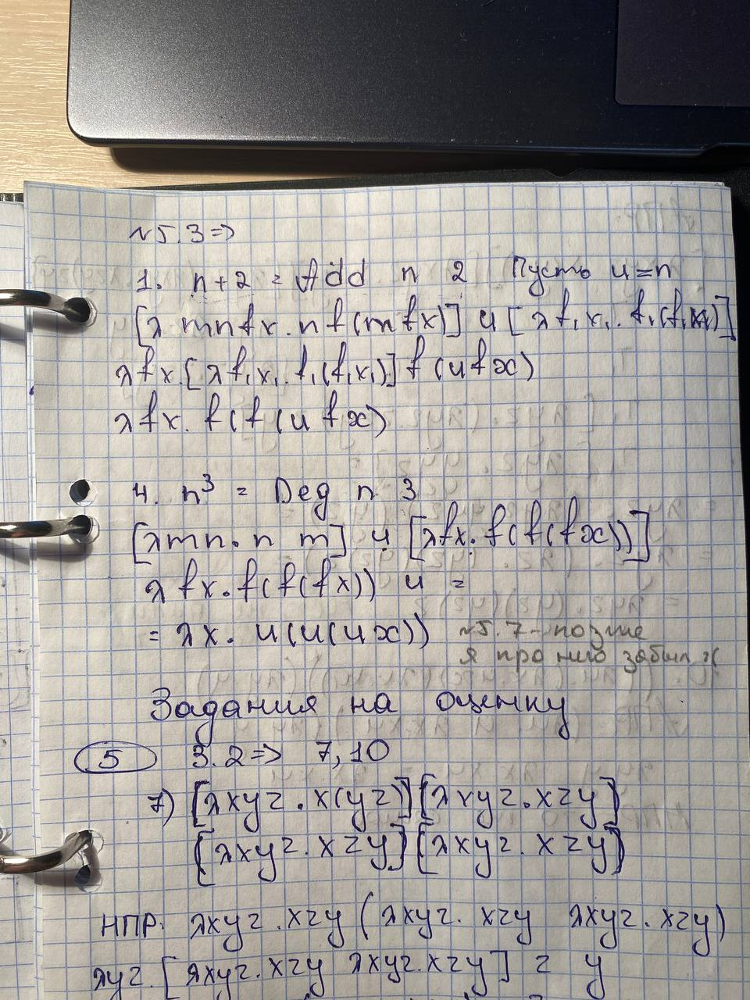 №5.3 =>
1. n+2 = Add n 2 Пусть u=n
[λmnfx.nf(mfx)] u [λf₁x₁.f₁(f₁x₁)]
λfx.[λf₁x₁.f₁(f₁x₁)]f(ufx)
λfx.f(f(ufx)
4. n³ = Deg n 3
[λmn.n m] u [λfx.f(f(fx))]
λfx.f(f(fx)) u =
= λx.u(u(ux))
№5.7 - позже
я про него забыл :(
Задания на оценку
5 3.2 => 7,10
7) [λxyz.x(yz)][λxyz.xzy]
[λxyz.xzy][λxyz.xzy]
НПР: λxyz.xzy(λxyz.xzy λxyz.xzy)
λyz.[λxyz.xzy λxyz.xzy] z y